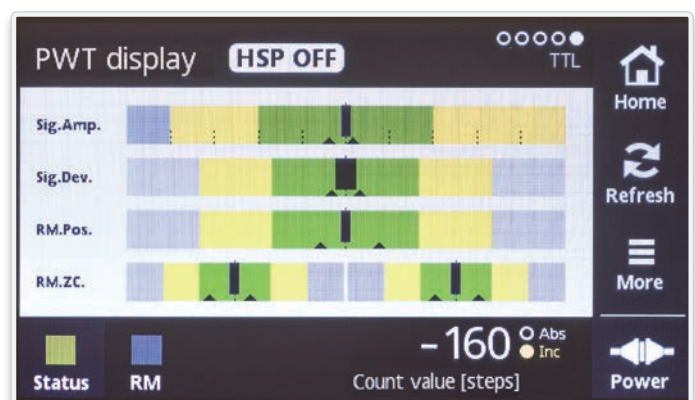 PWT display HSP OFF
TTL
Home
Sig.Amp.
Sig.Dev.
Refresh
RM.Pos.
RM.ZC.
More
-160 Abs
Inc
Status RM Count value [steps] Power